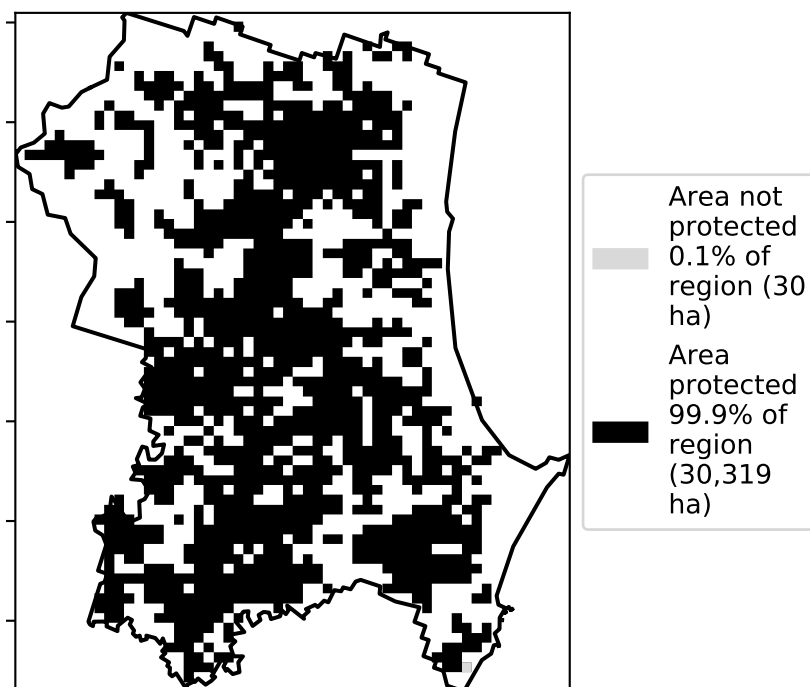 Area not
protected
0.1% of
region (30
ha)
Area
protected
99.9% of
region
(30,319
ha)